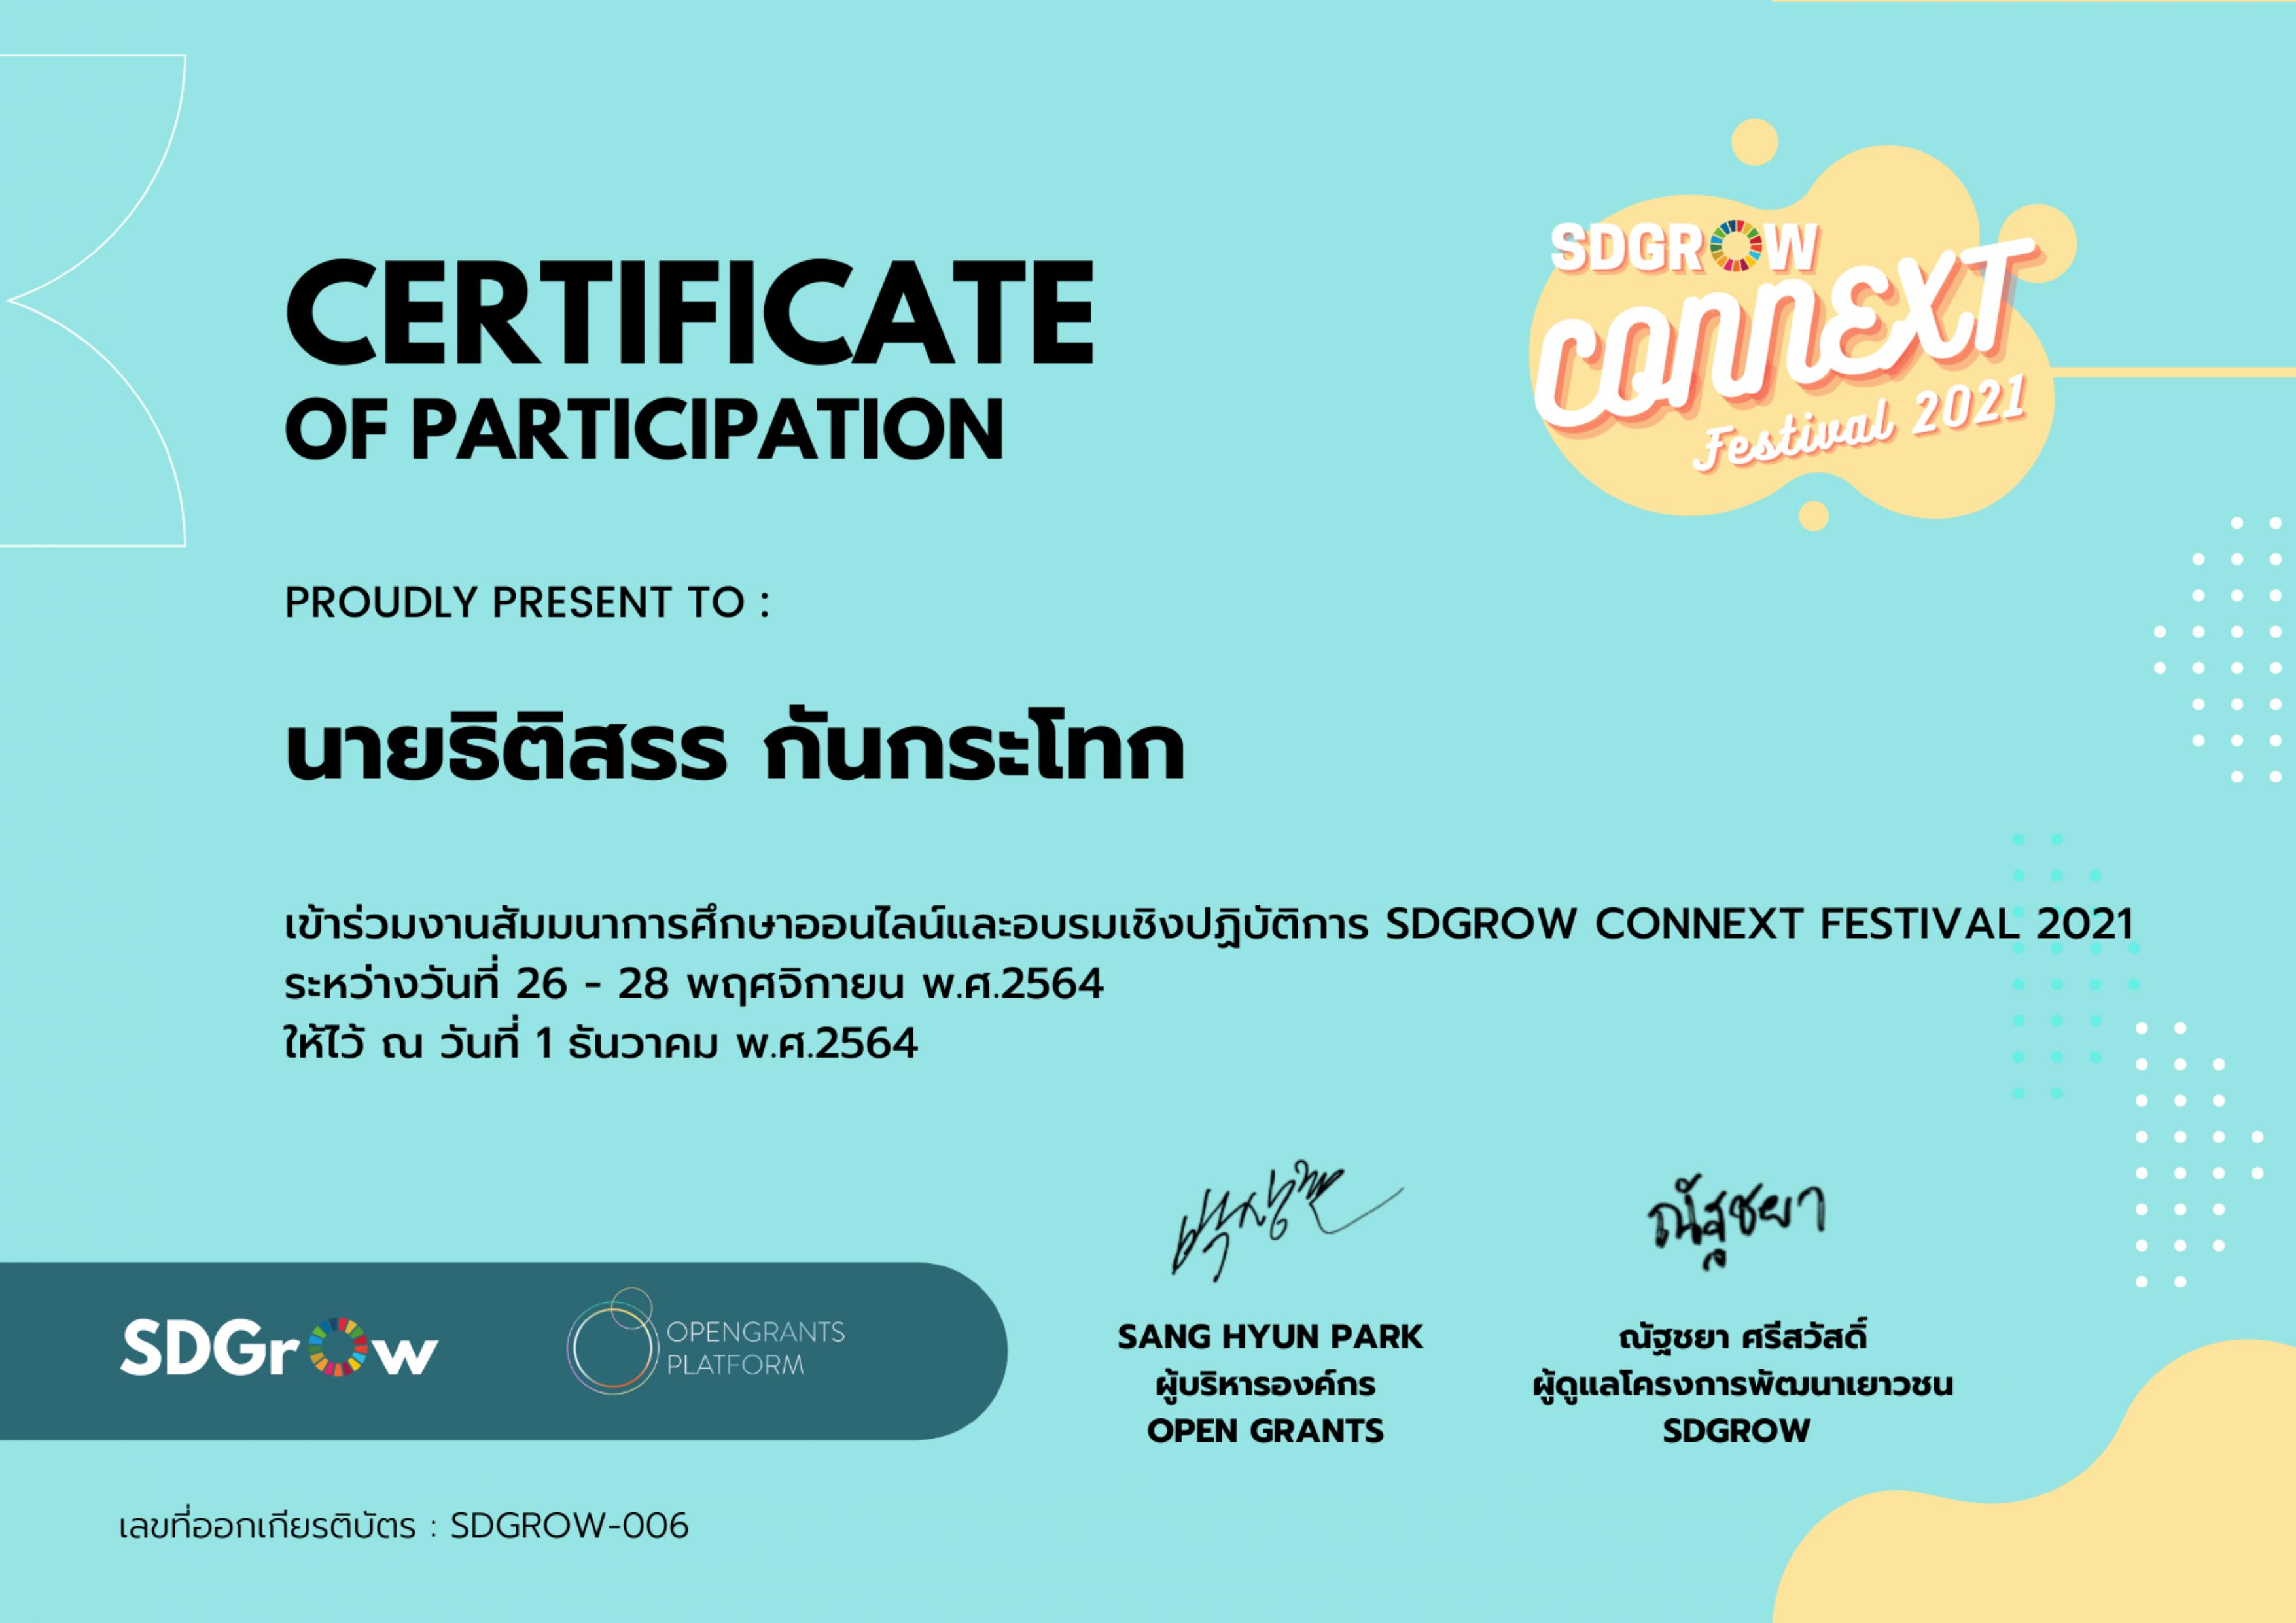 CERTIFICATE
OF PARTICIPATION
SDGROW
CONNEXT
Festival 2021
PROUDLY PRESENT TO :
นายธิติสรร กันกระโทก
เข้าร่วมงานสัมมนาการศึกษาออนไลน์และอบรมเชิงปฏิบัติการ SDGROW CONNEXT FESTIVAL 2021
ระหว่างวันที่ 26 - 28 พฤศจิกายน พ.ศ.2564
ให้ไว้ ณ วันที่ 1 ธันวาคม พ.ศ.2564
ณัฐชยา
SDGrow
OPENGRANTS
PLATFORM
SANG HYUN PARK
ผู้บริหารองค์กร
OPEN GRANTS
ณัฐชยา ศรีสวัสดิ์
ผู้ดูแลโครงการพัฒนาเยาวชน
SDGROW
เลขที่ออกเกียรติบัตร : SDGROW-006